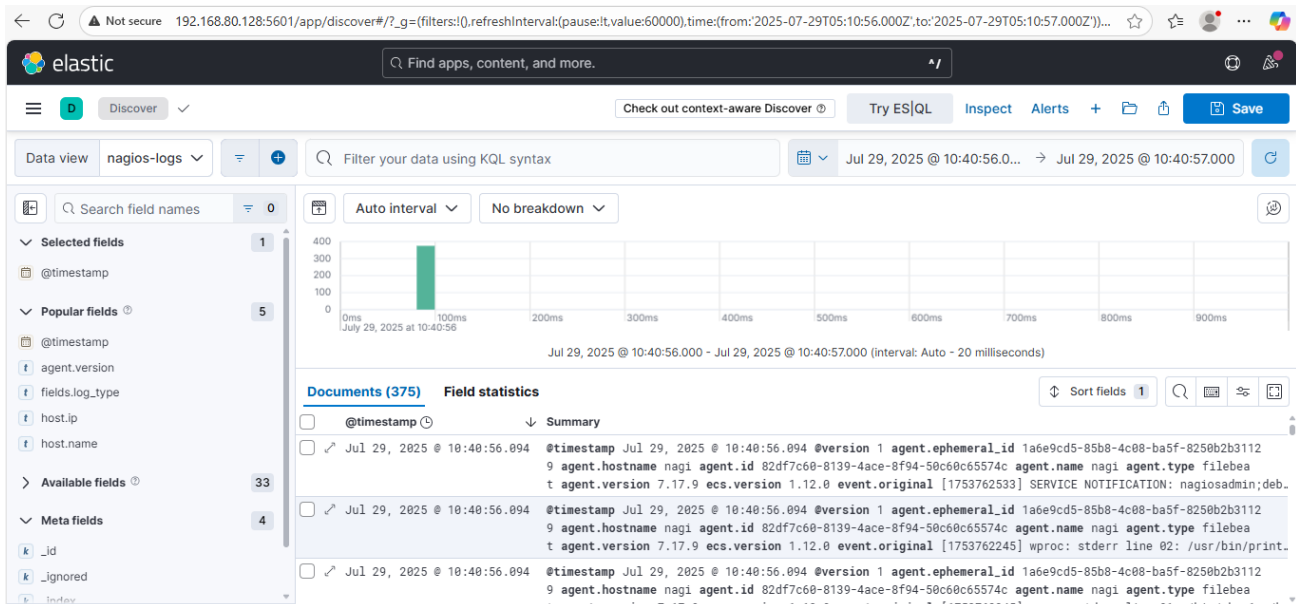 Not secure 192.168.80.128:5601/app/discover#/?_g=(filters:!(),refreshInterval:(pause:!t,value:60000),time:(from:'2025-07-29T05:10:56.000Z',to:'2025-07-29T05:10:57.000Z'))...
elastic
Find apps, content, and more.
^/
D Discover
Check out context-aware Discover
Try ES|QL Inspect Alerts + Save
Data view nagios-logs
Filter your data using KQL syntax
Jul 29, 2025 @ 10:40:56.0... → Jul 29, 2025 @ 10:40:57.000
Search field names 0
Auto interval No breakdown
Selected fields 1
@timestamp
Popular fields 5
@timestamp
t agent.version
t fields.log_type
t host.ip
t host.name
Available fields 33
Meta fields 4
k _id
k _ignored
k _index
400
300
200
100
0
0ms 100ms 200ms 300ms 400ms 500ms 600ms 700ms 800ms 900ms
July 29, 2025 at 10:40:56
Jul 29, 2025 @ 10:40:56.000 - Jul 29, 2025 @ 10:40:57.000 (interval: Auto - 20 milliseconds)
Documents (375) Field statistics
Sort fields 1
@timestamp ↓ Summary
Jul 29, 2025 @ 10:40:56.094 @timestamp Jul 29, 2025 @ 10:40:56.094 @version 1 agent.ephemeral_id 1a6e9cd5-85b8-4c08-ba5f-8250b2b3112
9 agent.hostname nagi agent.id 82df7c60-8139-4ace-8f94-50c60c65574c agent.name nagi agent.type filebea
t agent.version 7.17.9 ecs.version 1.12.0 event.original [1753762533] SERVICE NOTIFICATION: nagiosadmin;deb...
Jul 29, 2025 @ 10:40:56.094 @timestamp Jul 29, 2025 @ 10:40:56.094 @version 1 agent.ephemeral_id 1a6e9cd5-85b8-4c08-ba5f-8250b2b3112
9 agent.hostname nagi agent.id 82df7c60-8139-4ace-8f94-50c60c65574c agent.name nagi agent.type filebea
t agent.version 7.17.9 ecs.version 1.12.0 event.original [1753762245] wproc: stderr line 02: /usr/bin/print...
Jul 29, 2025 @ 10:40:56.094 @timestamp Jul 29, 2025 @ 10:40:56.094 @version 1 agent.ephemeral_id 1a6e9cd5-85b8-4c08-ba5f-8250b2b3112
9 agent.hostname nagi agent.id 82df7c60-8139-4ace-8f94-50c60c65574c agent.name nagi agent.type filebea